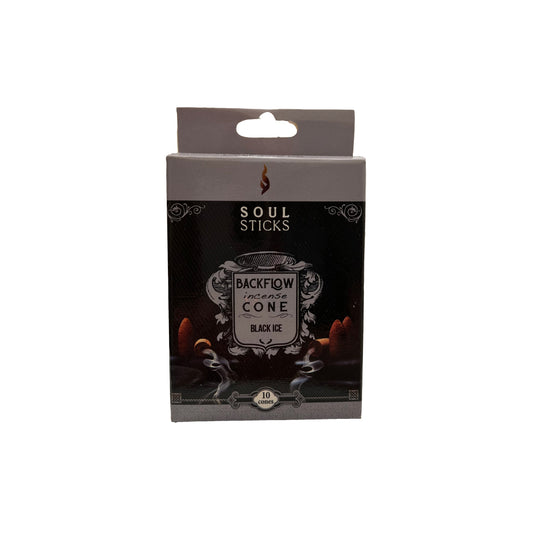 SOUL
STICKS
BACKFLOW
incense
CONE
BLACK ICE
10
cones